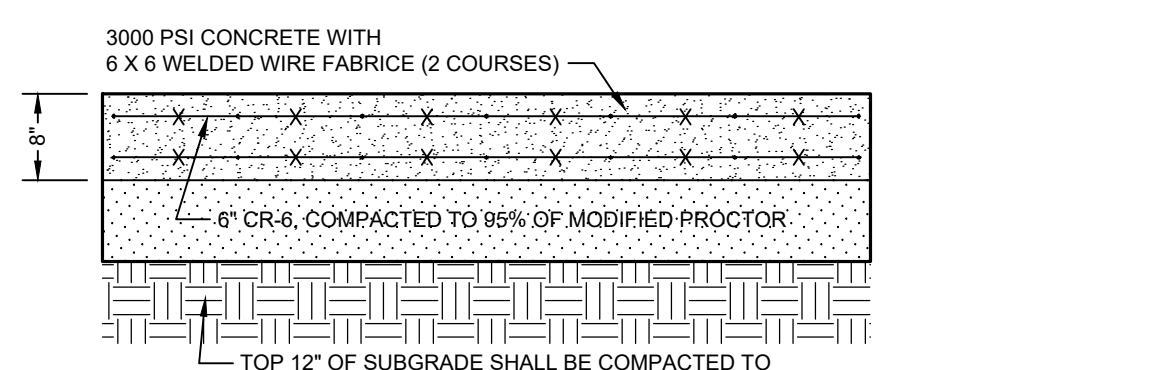 3000 PSI CONCRETE WITH
6 X 6 WELDED WIRE FABRICE (2 COURSES)
8"
6" CR-6, COMPACTED TO 95% OF MODIFIED PROCTOR
TOP 12" OF SUBGRADE SHALL BE COMPACTED TO